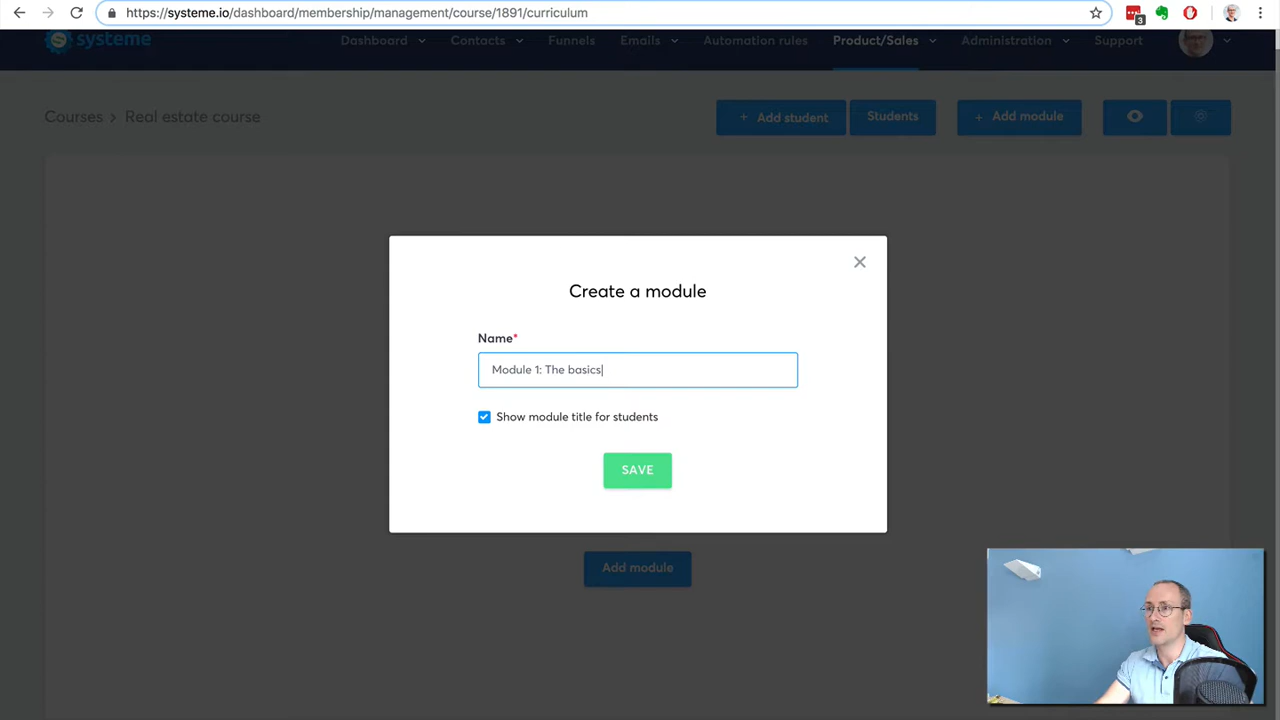 https://systeme.io/dashboard/membership/management/course/1891/curriculum
3
systeme Dashboard Contacts Funnels Emails Automation rules Product/Sales Administration Support
Courses > Real estate course + Add student Students + Add module
Create a module
Name*
Module 1: The basics
Show module title for students
SAVE
Add module